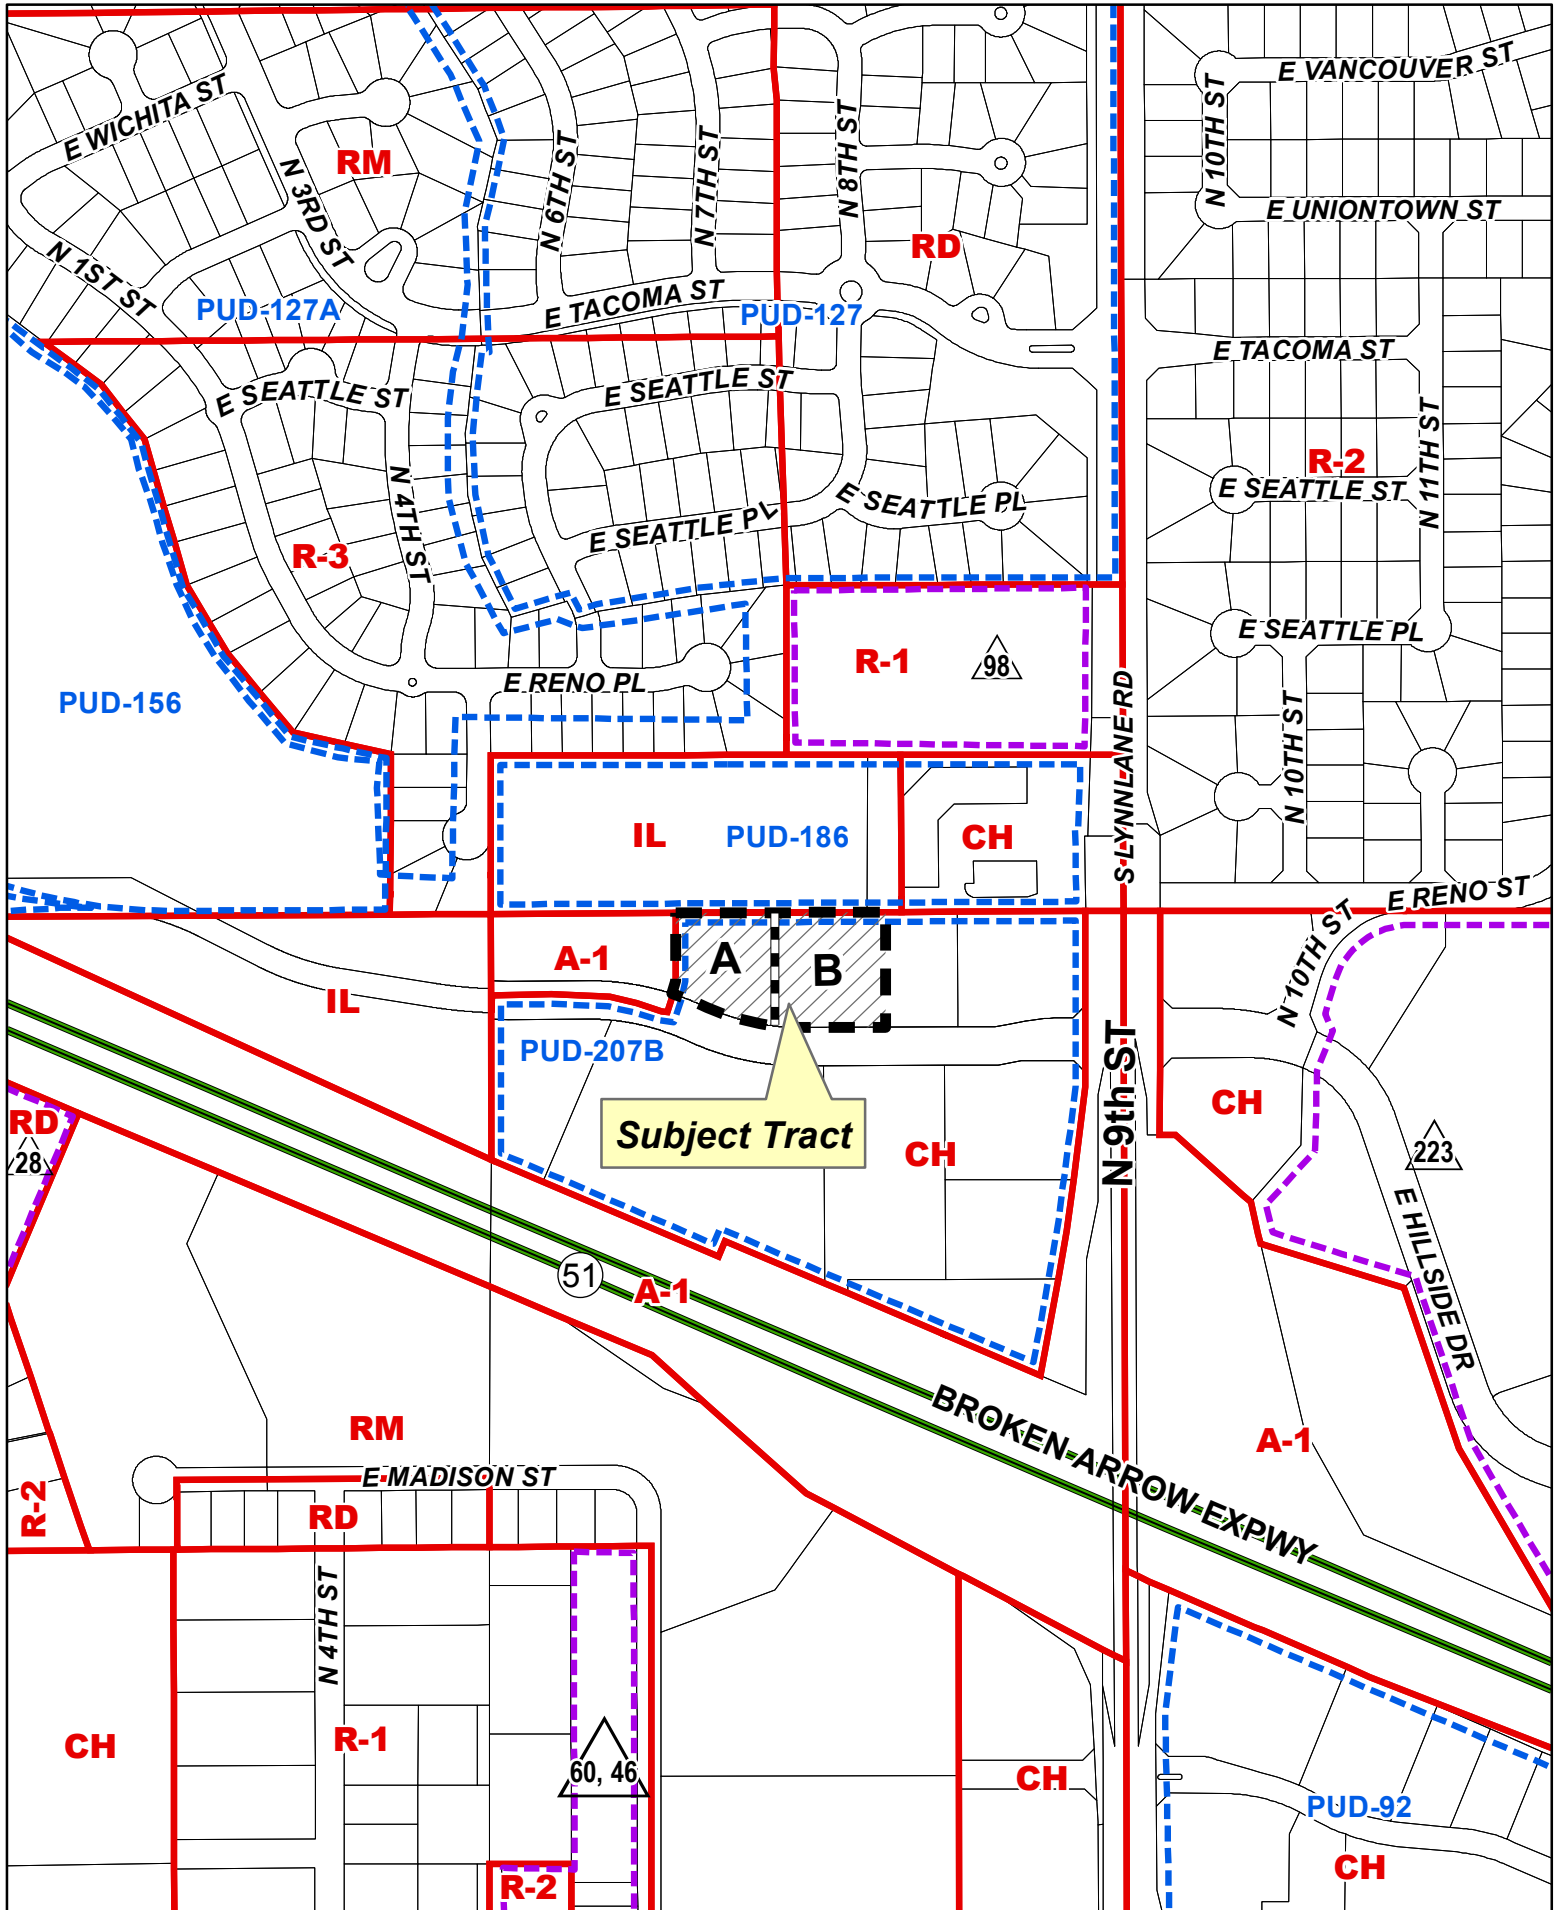 E VANCOUVER ST
E WICHITA ST
N 10TH ST
N 8TH ST
N 7TH ST
N 6TH ST
RM
N 3RD ST
E UNIONTOWN ST
RD
N 1ST ST
PUD-127A
E TACOMA ST
PUD-127
E TACOMA ST
E SEATTLE ST
E SEATTLE ST
N 11TH ST
R-2
E SEATTLE ST
E SEATTLE PL
E SEATTLE PL
N 4TH ST
R-3
E SEATTLE PL
R-1
98
E RENO PL
PUD-156
S LYNNLANE RD
N 10TH ST
IL
PUD-186
CH
E RENO ST
N 10TH ST
A-1
A
B
IL
PUD-207B
N 9th ST
CH
RD
28
Subject Tract
CH
223
E HILLSIDE DR
51
A-1
BROKEN ARROW EXPWY
RM
A-1
E MADISON ST
R-2
RD
N 4TH ST
R-1
CH
60, 46
CH
PUD-92
CH
R-2